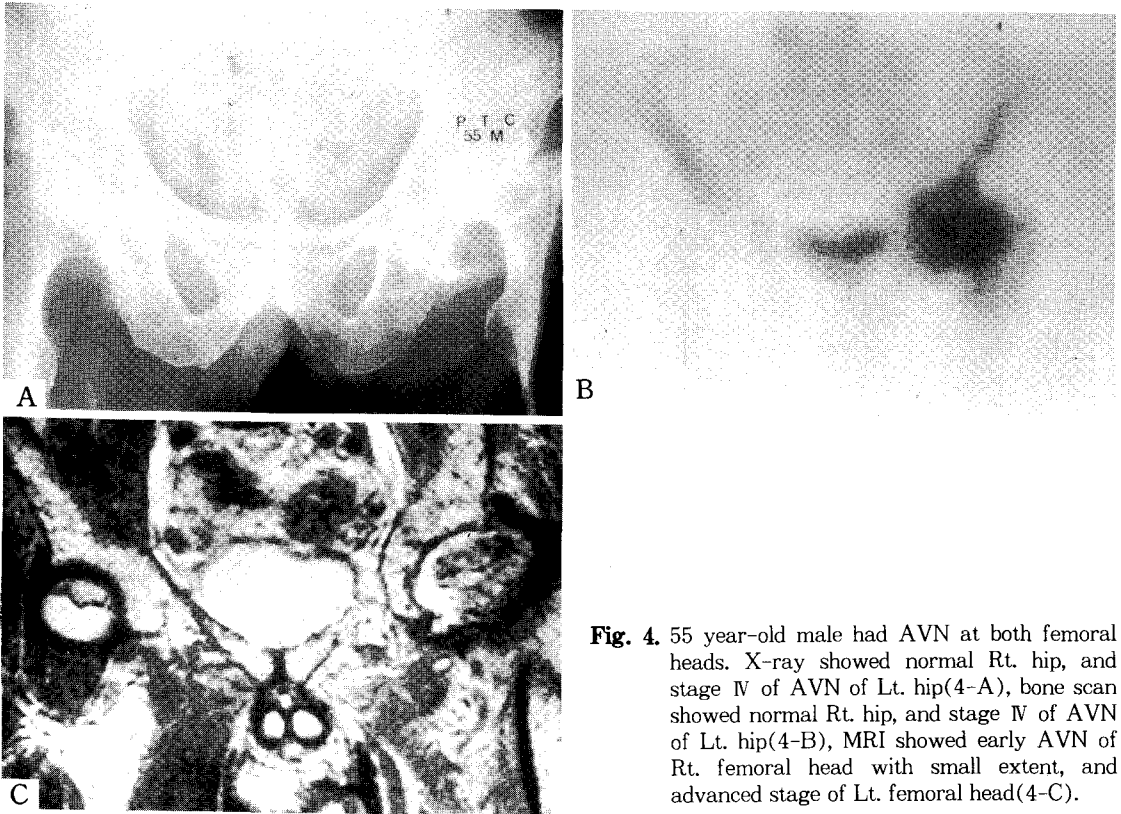 P T C
55 M
A
B
C
Fig. 4. 55 year-old male had AVN at both femoral
heads. X-ray showed normal Rt. hip, and
stage Ⅳ of AVN of Lt. hip(4-A), bone scan
showed normal Rt. hip, and stage Ⅳ of AVN
of Lt. hip(4-B), MRI showed early AVN of
Rt. femoral head with small extent, and
advanced stage of Lt. femoral head(4-C).